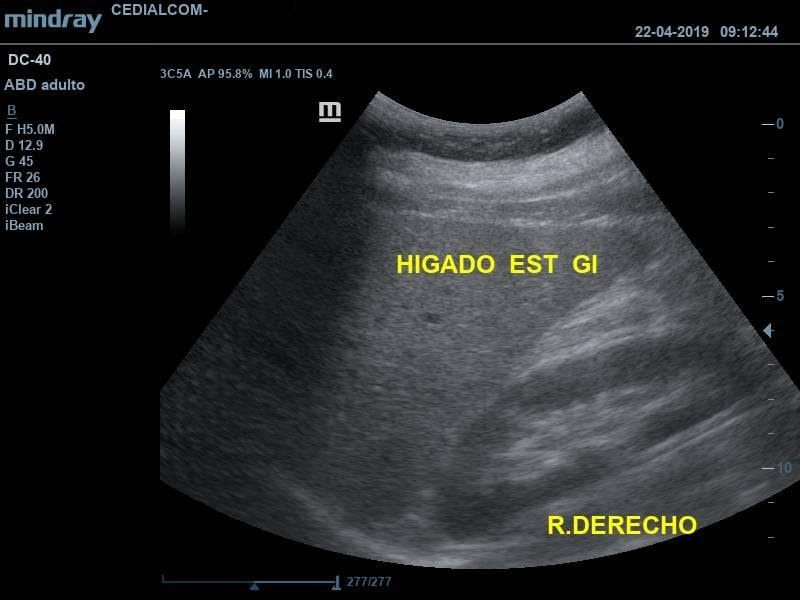 mindray CEDIALCOM-
22-04-2019 09:12:44
DC-40
ABD adulto
3C5A AP 95.8% MI 1.0 TIS 0.4
B
F H5.0M
D 12.9
G 45
FR 26
DR 200
iClear 2
iBeam
m
0
HIGADO EST GI
5
10
R.DERECHO
277/277